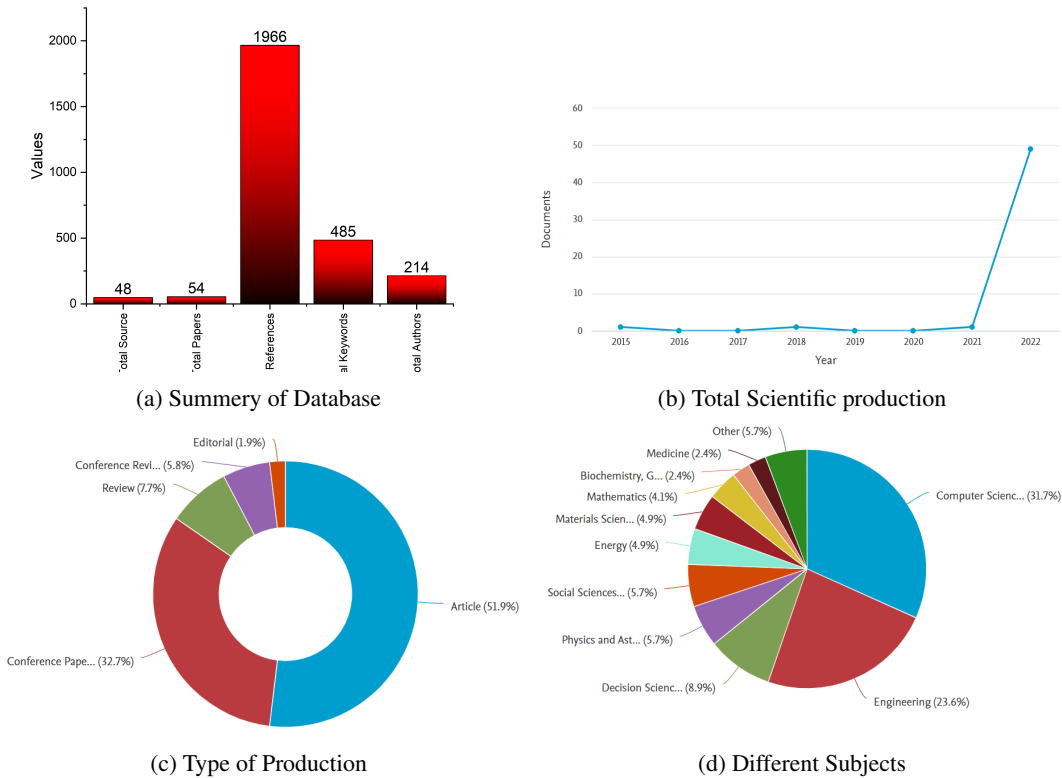 2000
1500
1000
500
0
Values
48
54
1966
485
214
Total Source
Total Papers
References
al Keywords
otal Authors
(a) Summery of Database
60
50
40
30
20
10
0
Documents
2015 2016 2017 2018 2019 2020 2021 2022
Year
(b) Total Scientific production
Editorial (1.9%)
Conference Revi... (5.8%)
Review (7.7%)
Article (51.9%)
Conference Pape... (32.7%)
(c) Type of Production
Other (5.7%)
Medicine (2.4%)
Biochemistry, G... (2.4%)
Mathematics (4.1%)
Materials Scien... (4.9%)
Energy (4.9%)
Social Sciences... (5.7%)
Physics and Ast... (5.7%)
Decision Scienc... (8.9%)
Computer Scienc... (31.7%)
Engineering (23.6%)
(d) Different Subjects